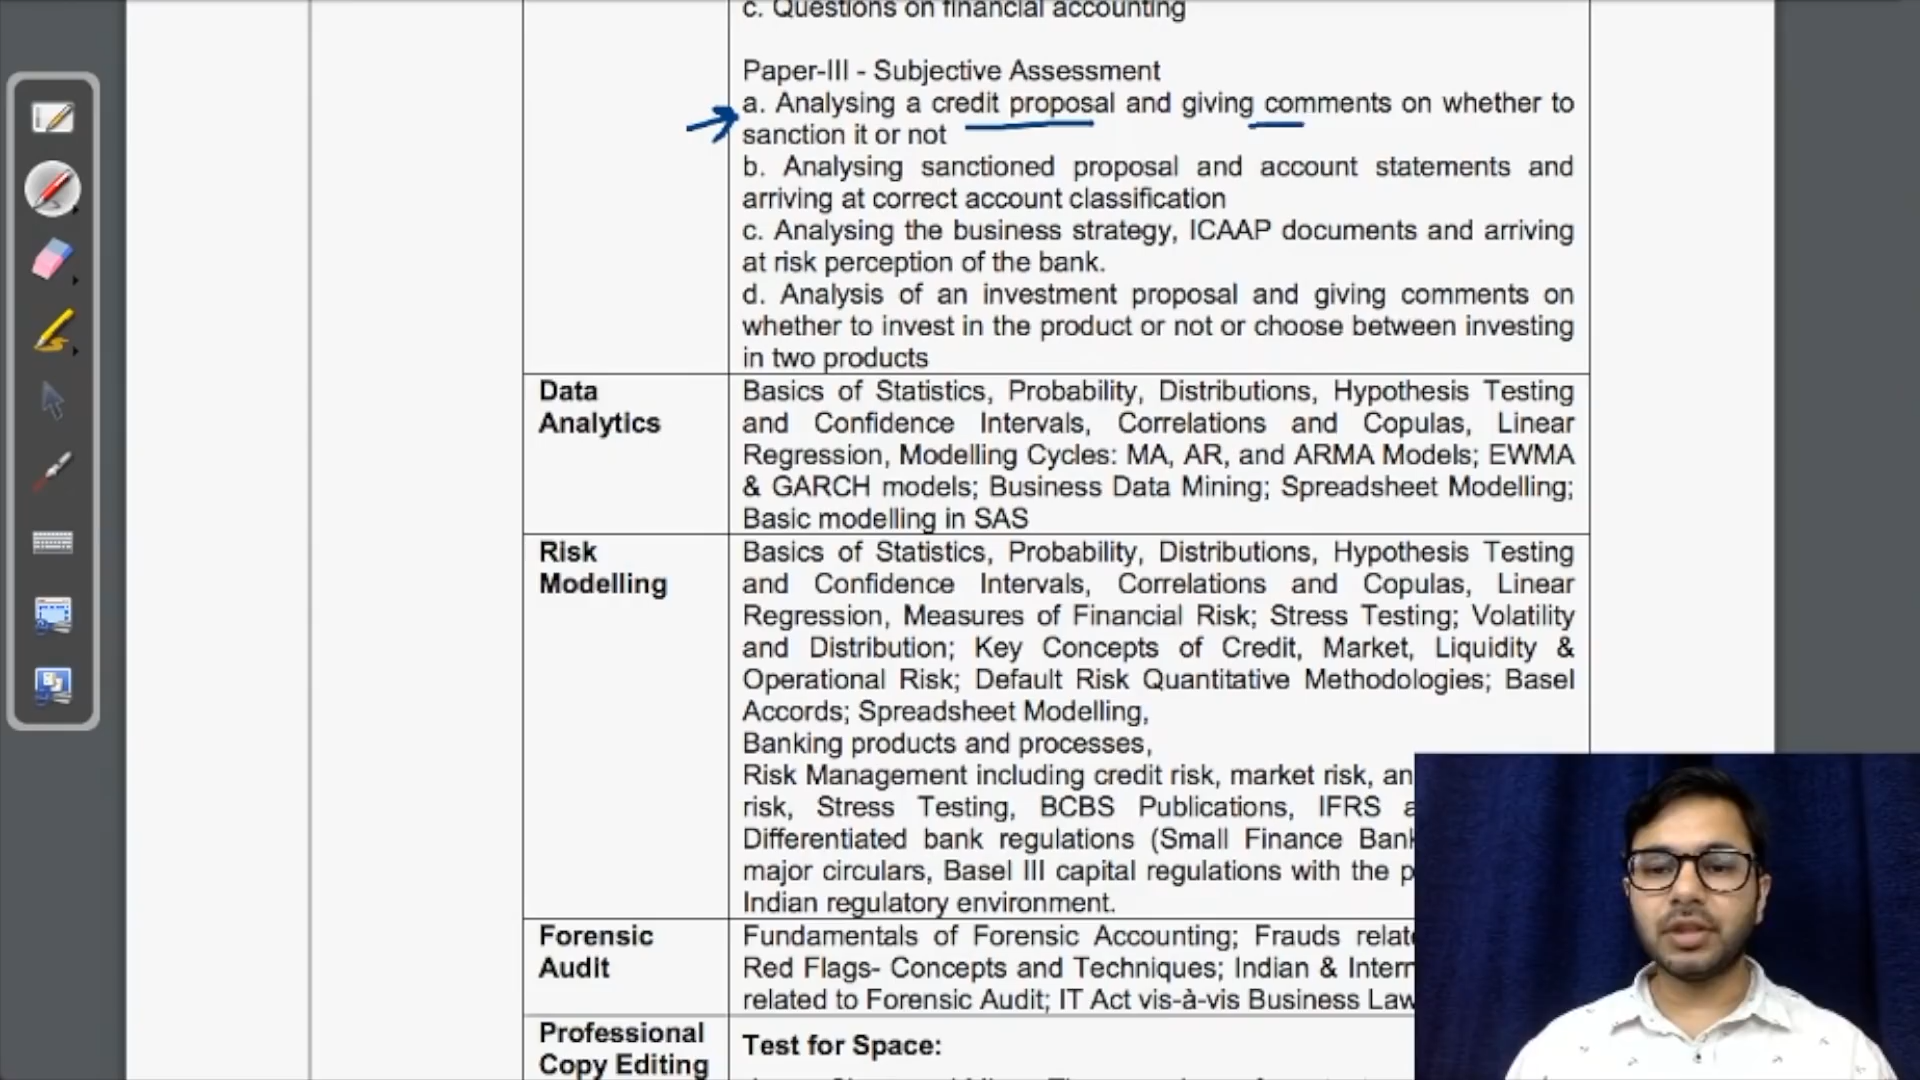 c. Questions on financial accounting
Paper-III - Subjective Assessment
a. Analysing a credit proposal and giving comments on whether to
sanction it or not
b. Analysing sanctioned proposal and account statements and
arriving at correct account classification
c. Analysing the business strategy, ICAAP documents and arriving
at risk perception of the bank.
d. Analysis of an investment proposal and giving comments on
whether to invest in the product or not or choose between investing
in two products
Data
Analytics
Basics of Statistics, Probability, Distributions, Hypothesis Testing
and Confidence Intervals, Correlations and Copulas, Linear
Regression, Modelling Cycles: MA, AR, and ARMA Models; EWMA
& GARCH models; Business Data Mining; Spreadsheet Modelling;
Basic modelling in SAS
Risk
Modelling
Basics of Statistics, Probability, Distributions, Hypothesis Testing
and Confidence Intervals, Correlations and Copulas, Linear
Regression, Measures of Financial Risk; Stress Testing; Volatility
and Distribution; Key Concepts of Credit, Market, Liquidity &
Operational Risk; Default Risk Quantitative Methodologies; Basel
Accords; Spreadsheet Modelling,
Banking products and processes,
Risk Management including credit risk, market risk, an
risk, Stress Testing, BCBS Publications, IFRS
Differentiated bank regulations (Small Finance Bank
major circulars, Basel III capital regulations with the p
Indian regulatory environment.
Forensic
Audit
Fundamentals of Forensic Accounting; Frauds relat
Red Flags- Concepts and Techniques; Indian & Intern
related to Forensic Audit; IT Act vis-à-vis Business Law
Professional
Copy Editing
Test for Space: